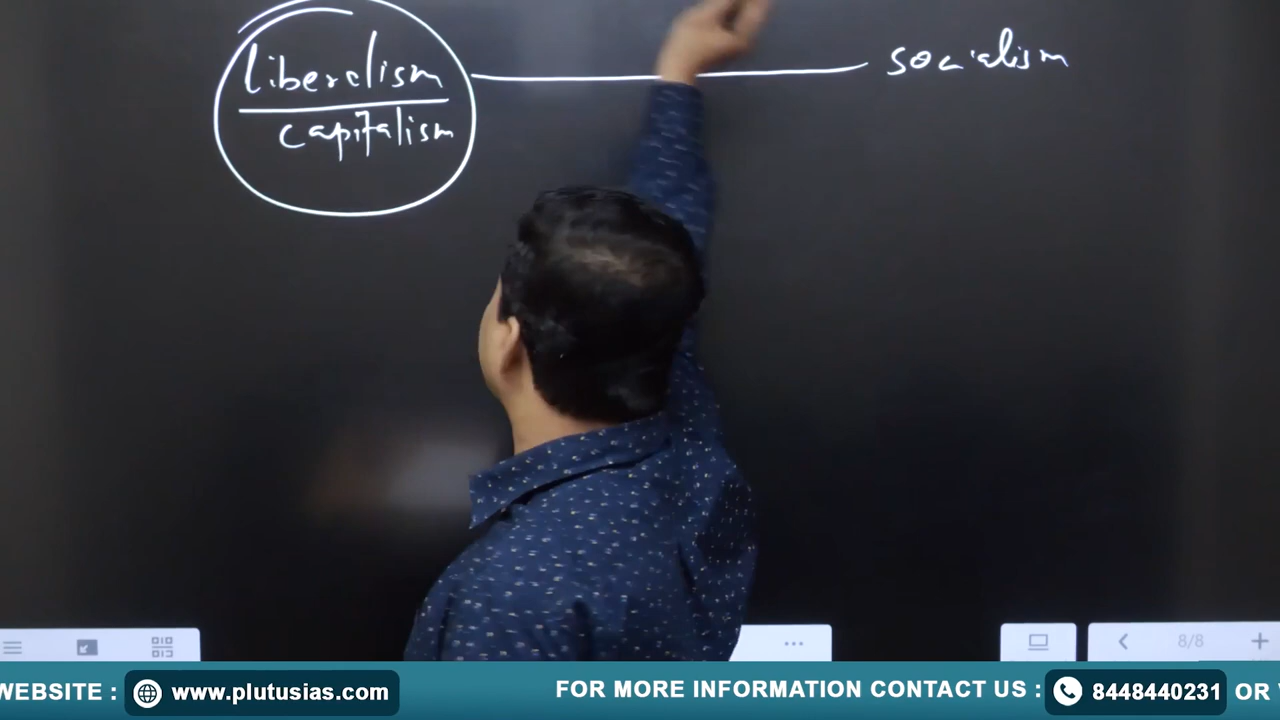 liberalism
capitalism
socialism
8/8
WEBSITE : www.plutusias.com FOR MORE INFORMATION CONTACT US : 8448440231 OR